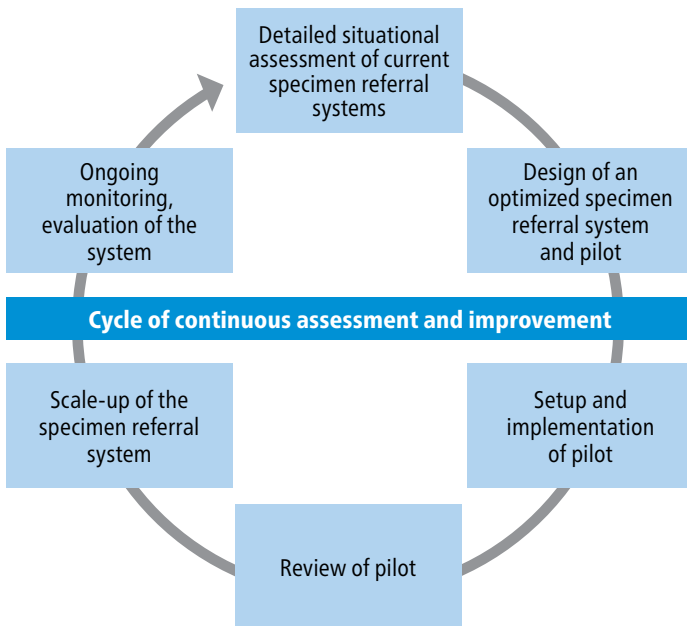 Detailed situational
assessment of current
specimen referral
systems
Design of an
optimized specimen
referral system
and pilot
Setup and
implementation
of pilot
Review of pilot
Scale-up of the
specimen referral
system
Ongoing
monitoring,
evaluation of the
system
Cycle of continuous assessment and improvement